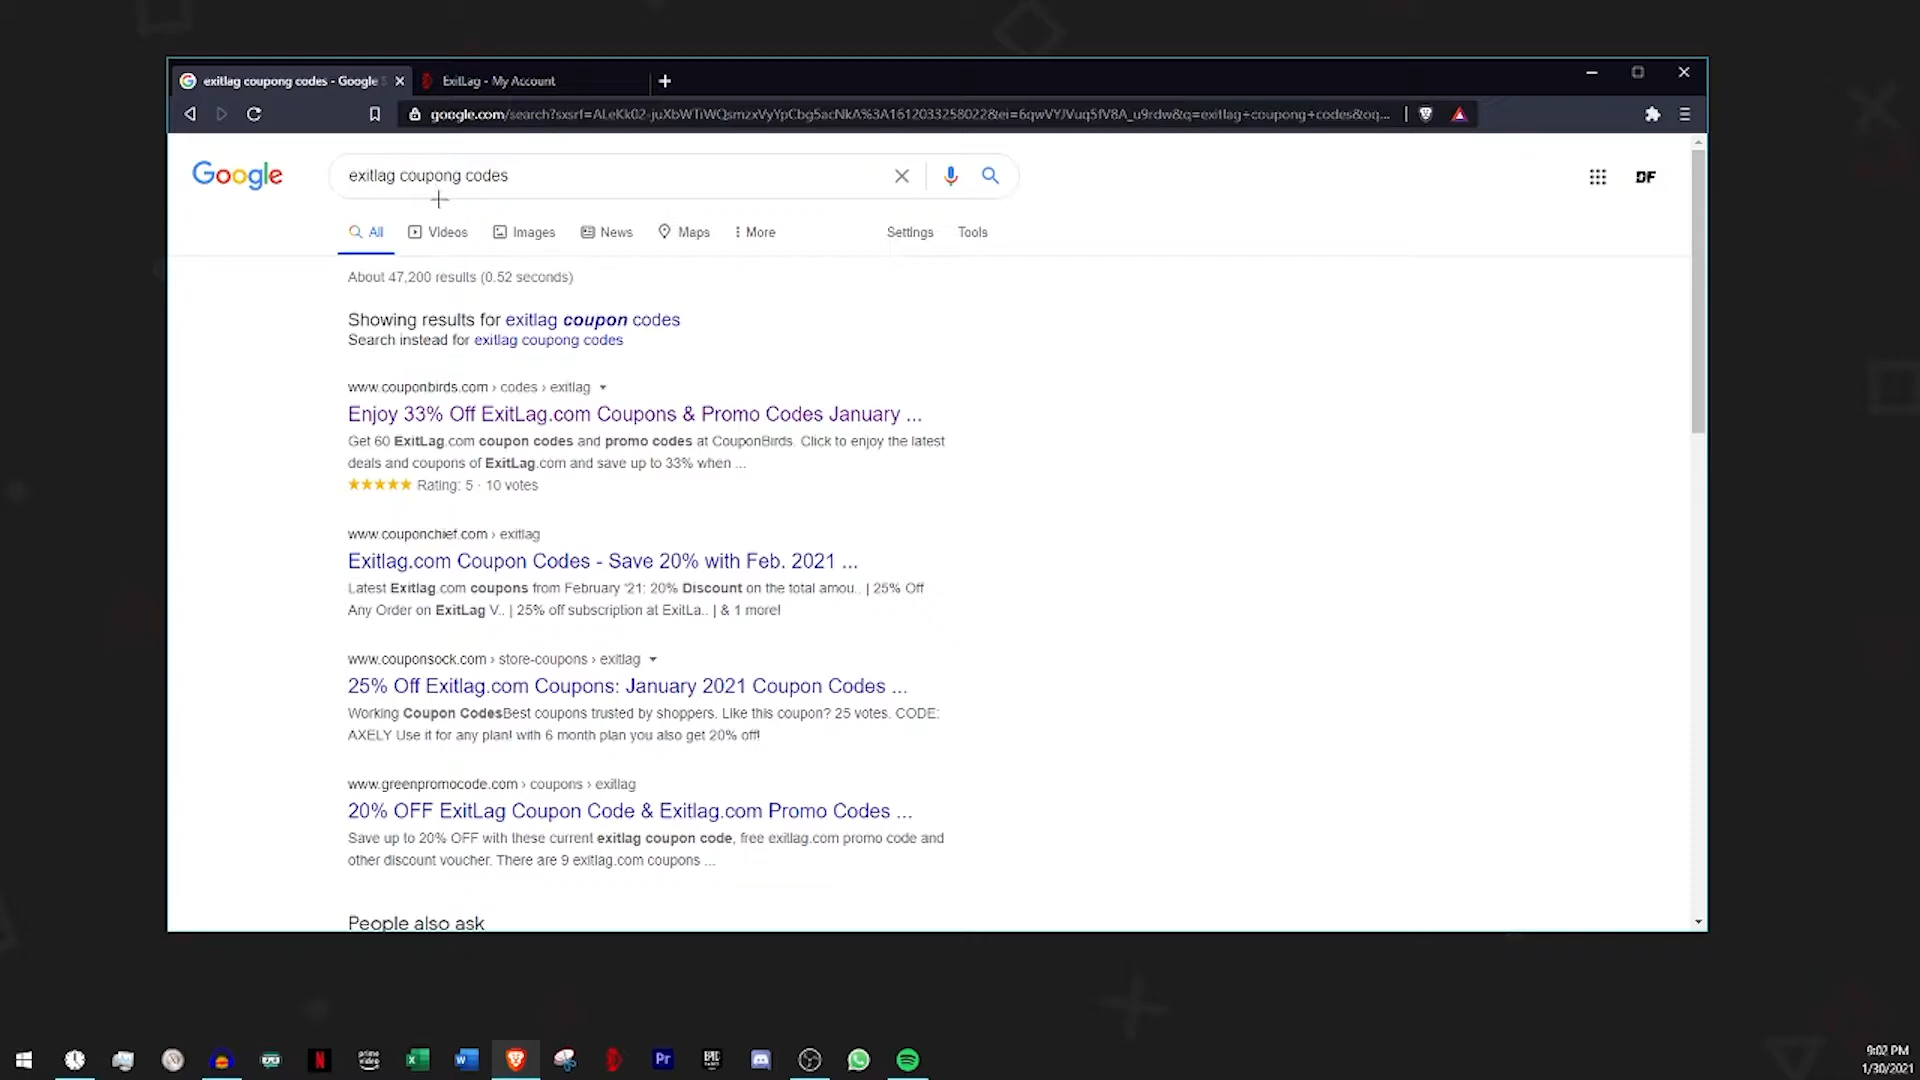 exitlag coupong codes - Google S
ExitLag - My Account
google.com/search?sxsrf=ALeKk02-juXbWTiWQsmzxVyYpCbg5acNkA%3A1612033258022&ei=6qwVYJVuq5fV8A_u9rdw&q=exitlag+coupong+codes&oq...
Google
exitlag coupong codes
DF
All
Videos
Images
News
Maps
More
Settings
Tools
About 47,200 results (0.52 seconds)
Showing results for exitlag coupon codes
Search instead for exitlag coupong codes
www.couponbirds.com › codes › exitlag
Enjoy 33% Off ExitLag.com Coupons & Promo Codes January ...
Get 60 ExitLag.com coupon codes and promo codes at CouponBirds. Click to enjoy the latest
deals and coupons of ExitLag.com and save up to 33% when ...
Rating: 5 · 10 votes
www.couponchief.com › exitlag
Exitlag.com Coupon Codes - Save 20% with Feb. 2021 ...
Latest Exitlag.com coupons from February '21: 20% Discount on the total amou.. | 25% Off
Any Order on ExitLag V.. | 25% off subscription at ExitLa.. | & 1 more!
www.couponsock.com › store-coupons › exitlag
25% Off Exitlag.com Coupons: January 2021 Coupon Codes ...
Working Coupon CodesBest coupons trusted by shoppers. Like this coupon? 25 votes. CODE:
AXELY Use it for any plan! with 6 month plan you also get 20% off!
www.greenpromocode.com › coupons › exitlag
20% OFF ExitLag Coupon Code & Exitlag.com Promo Codes ...
Save up to 20% OFF with these current exitlag coupon code, free exitlag.com promo code and
other discount voucher. There are 9 exitlag.com coupons ...
People also ask
prime video
Pr
EPIC
9:02 PM
1/30/2021